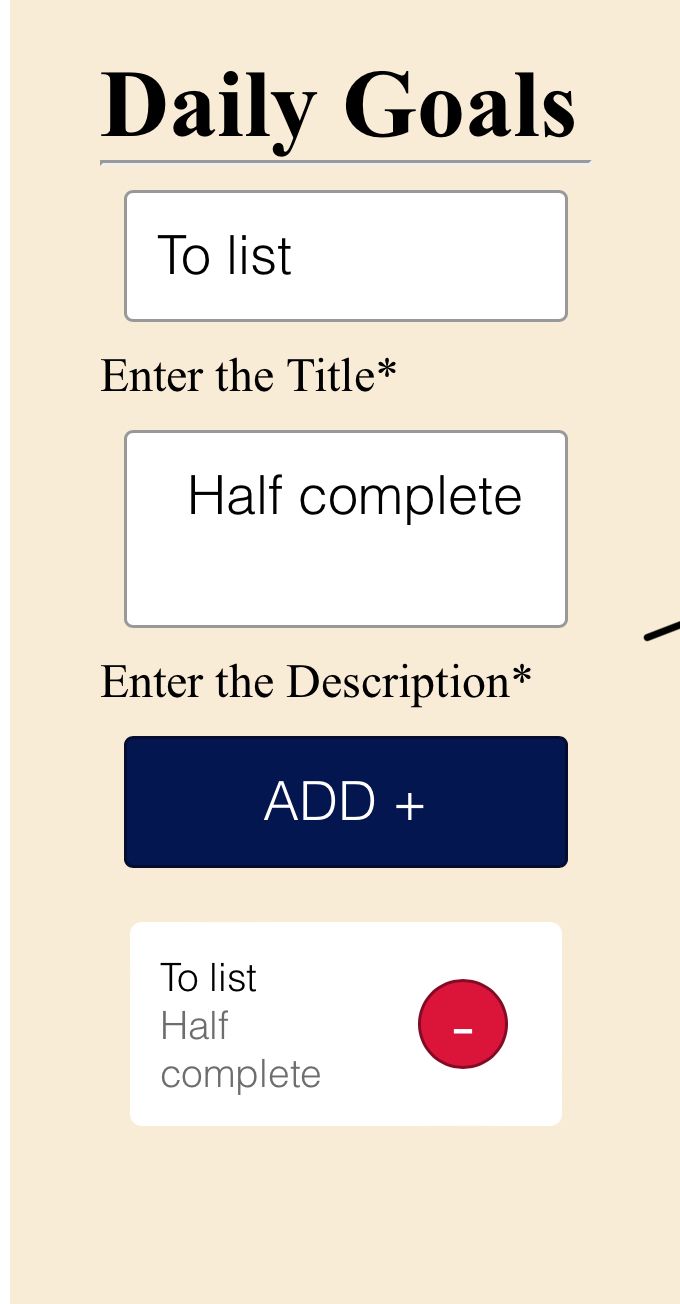 Daily Goals
To list
Enter the Title*
Half complete
Enter the Description*
ADD +
To list
Half
complete
-